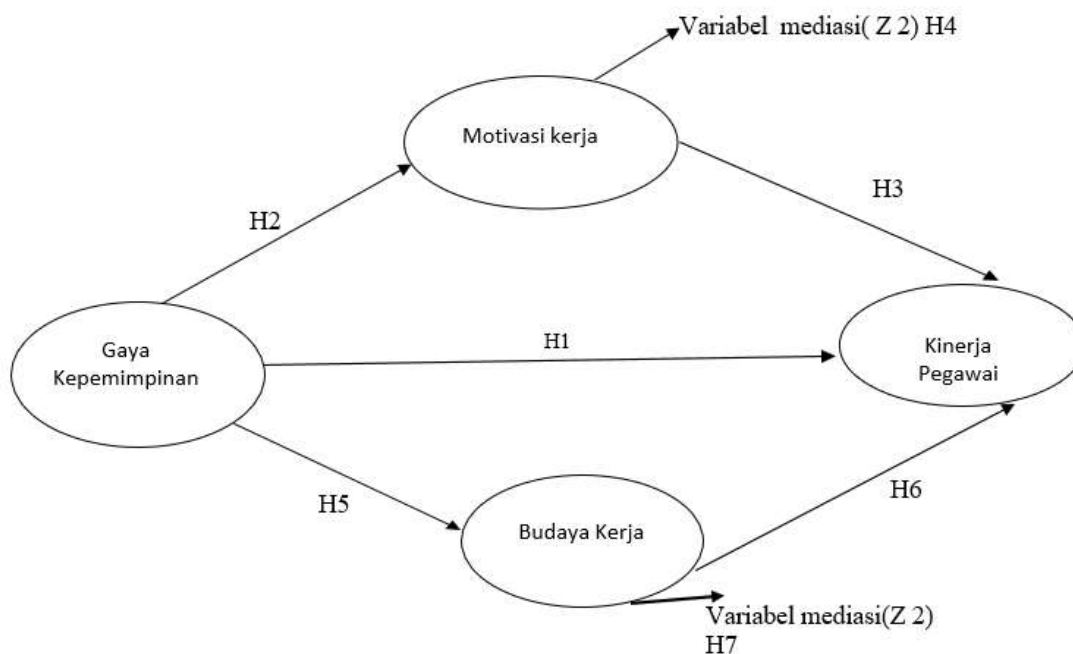 Variabel mediasi( Z 2) H4
Motivasi kerja
H3
H2
H1
Gaya
Kepemimpinan
Kinerja
Pegawai
H5
H6
Budaya Kerja
Variabel mediasi(Z 2)
H7